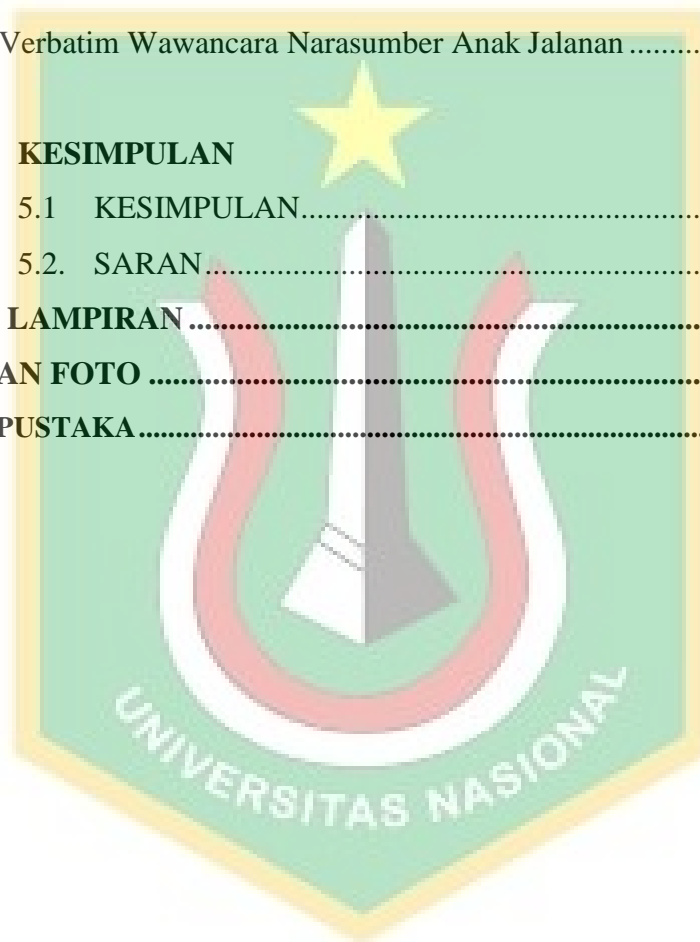 Verbatim Wawancara Narasumber Anak Jalanan ..........
KESIMPULAN
5.1 KESIMPULAN..................................................
5.2. SARAN..............................................................
LAMPIRAN ................................................................
AN FOTO .....................................................................
PUSTAKA.......................................................................
UNIVERSITAS NASIONAL